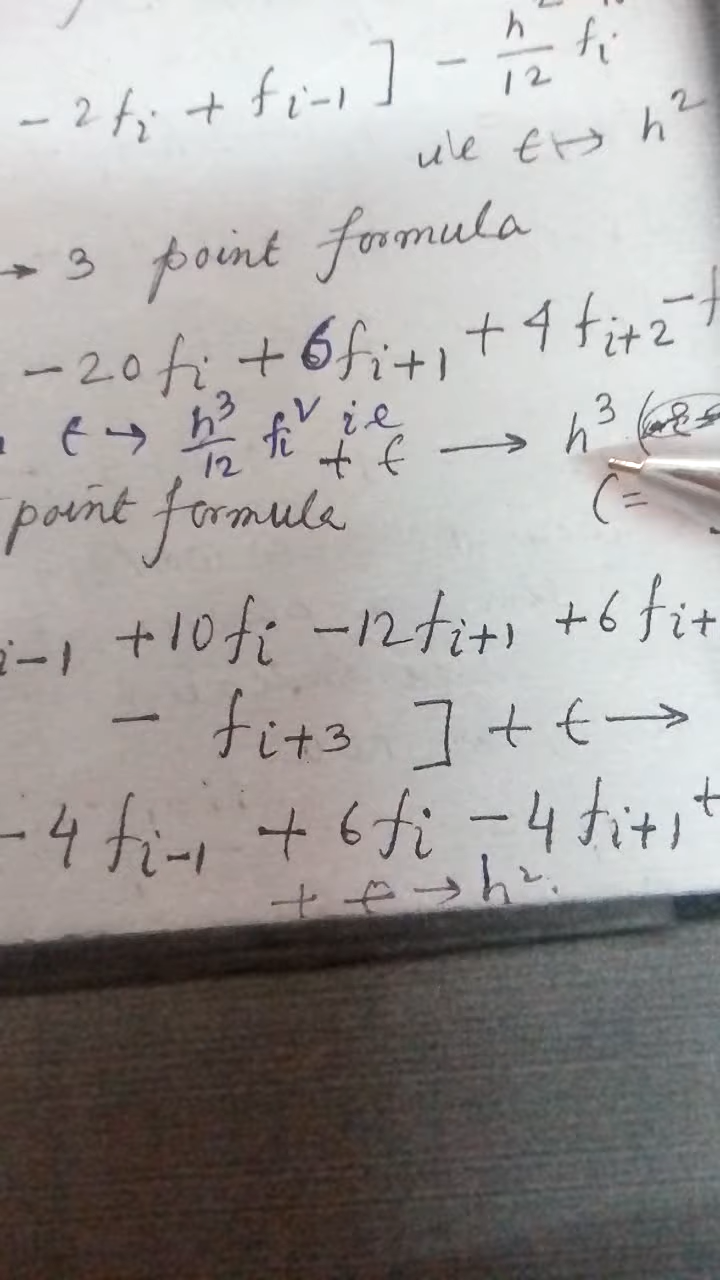 - 2fi + fi-1 ] - h²/12 fi
i.e ϵ → h²
→ 3 point formula
- 20fi + 6fi+1 + 4fi+2 - f
ϵ → h³/12 fiᵛ ie + ϵ → h³ (
point formula (=
i-1 + 10fi - 12fi+1 + 6fi+
- fi+3 ] + ϵ →
- 4fi-1 + 6fi - 4fi+1 +
+ ϵ → h².